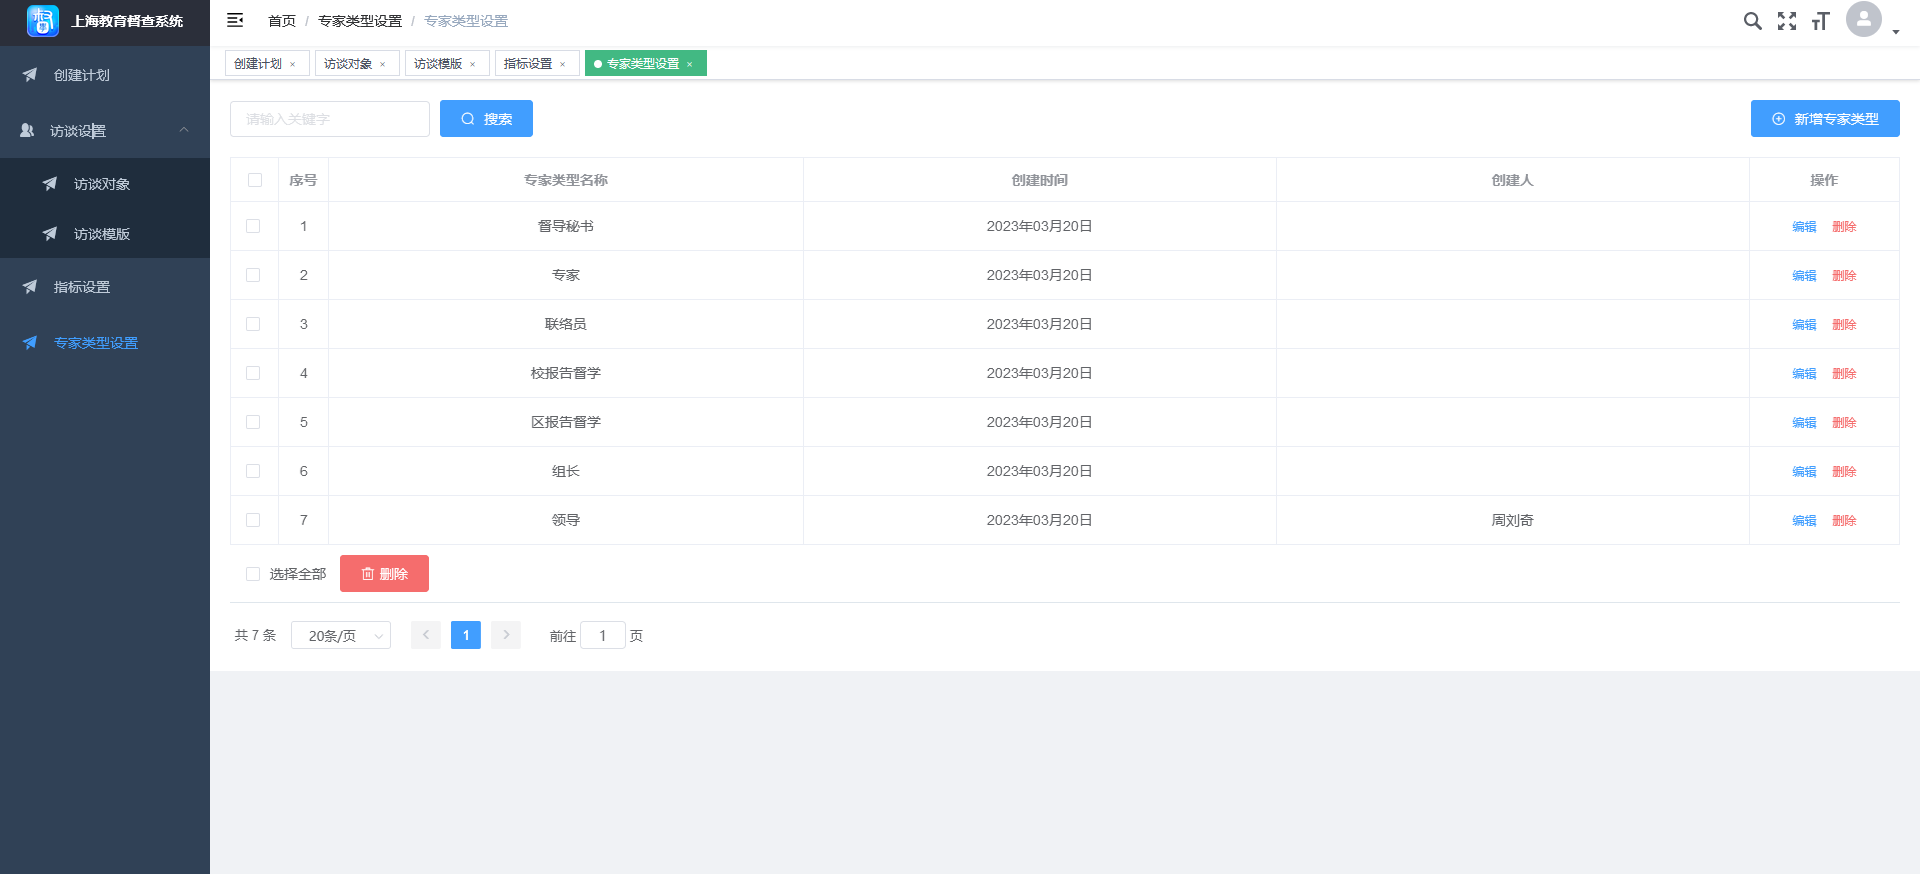 上海教育督查系统
创建计划
访谈设置
访谈对象
访谈模版
指标设置
专家类型设置
首页 / 专家类型设置 / 专家类型设置
创建计划 × 访谈对象 × 访谈模版 × 指标设置 × 专家类型设置 ×
请输入关键字 搜索 新增专家类型
序号 专家类型名称 创建时间 创建人 操作
1 督导秘书 2023年03月20日 编辑 删除
2 专家 2023年03月20日 编辑 删除
3 联络员 2023年03月20日 编辑 删除
4 校报告督学 2023年03月20日 编辑 删除
5 区报告督学 2023年03月20日 编辑 删除
6 组长 2023年03月20日 编辑 删除
7 领导 2023年03月20日 周刘奇 编辑 删除
选择全部 删除
共 7 条 20条/页 1 前往 1 页